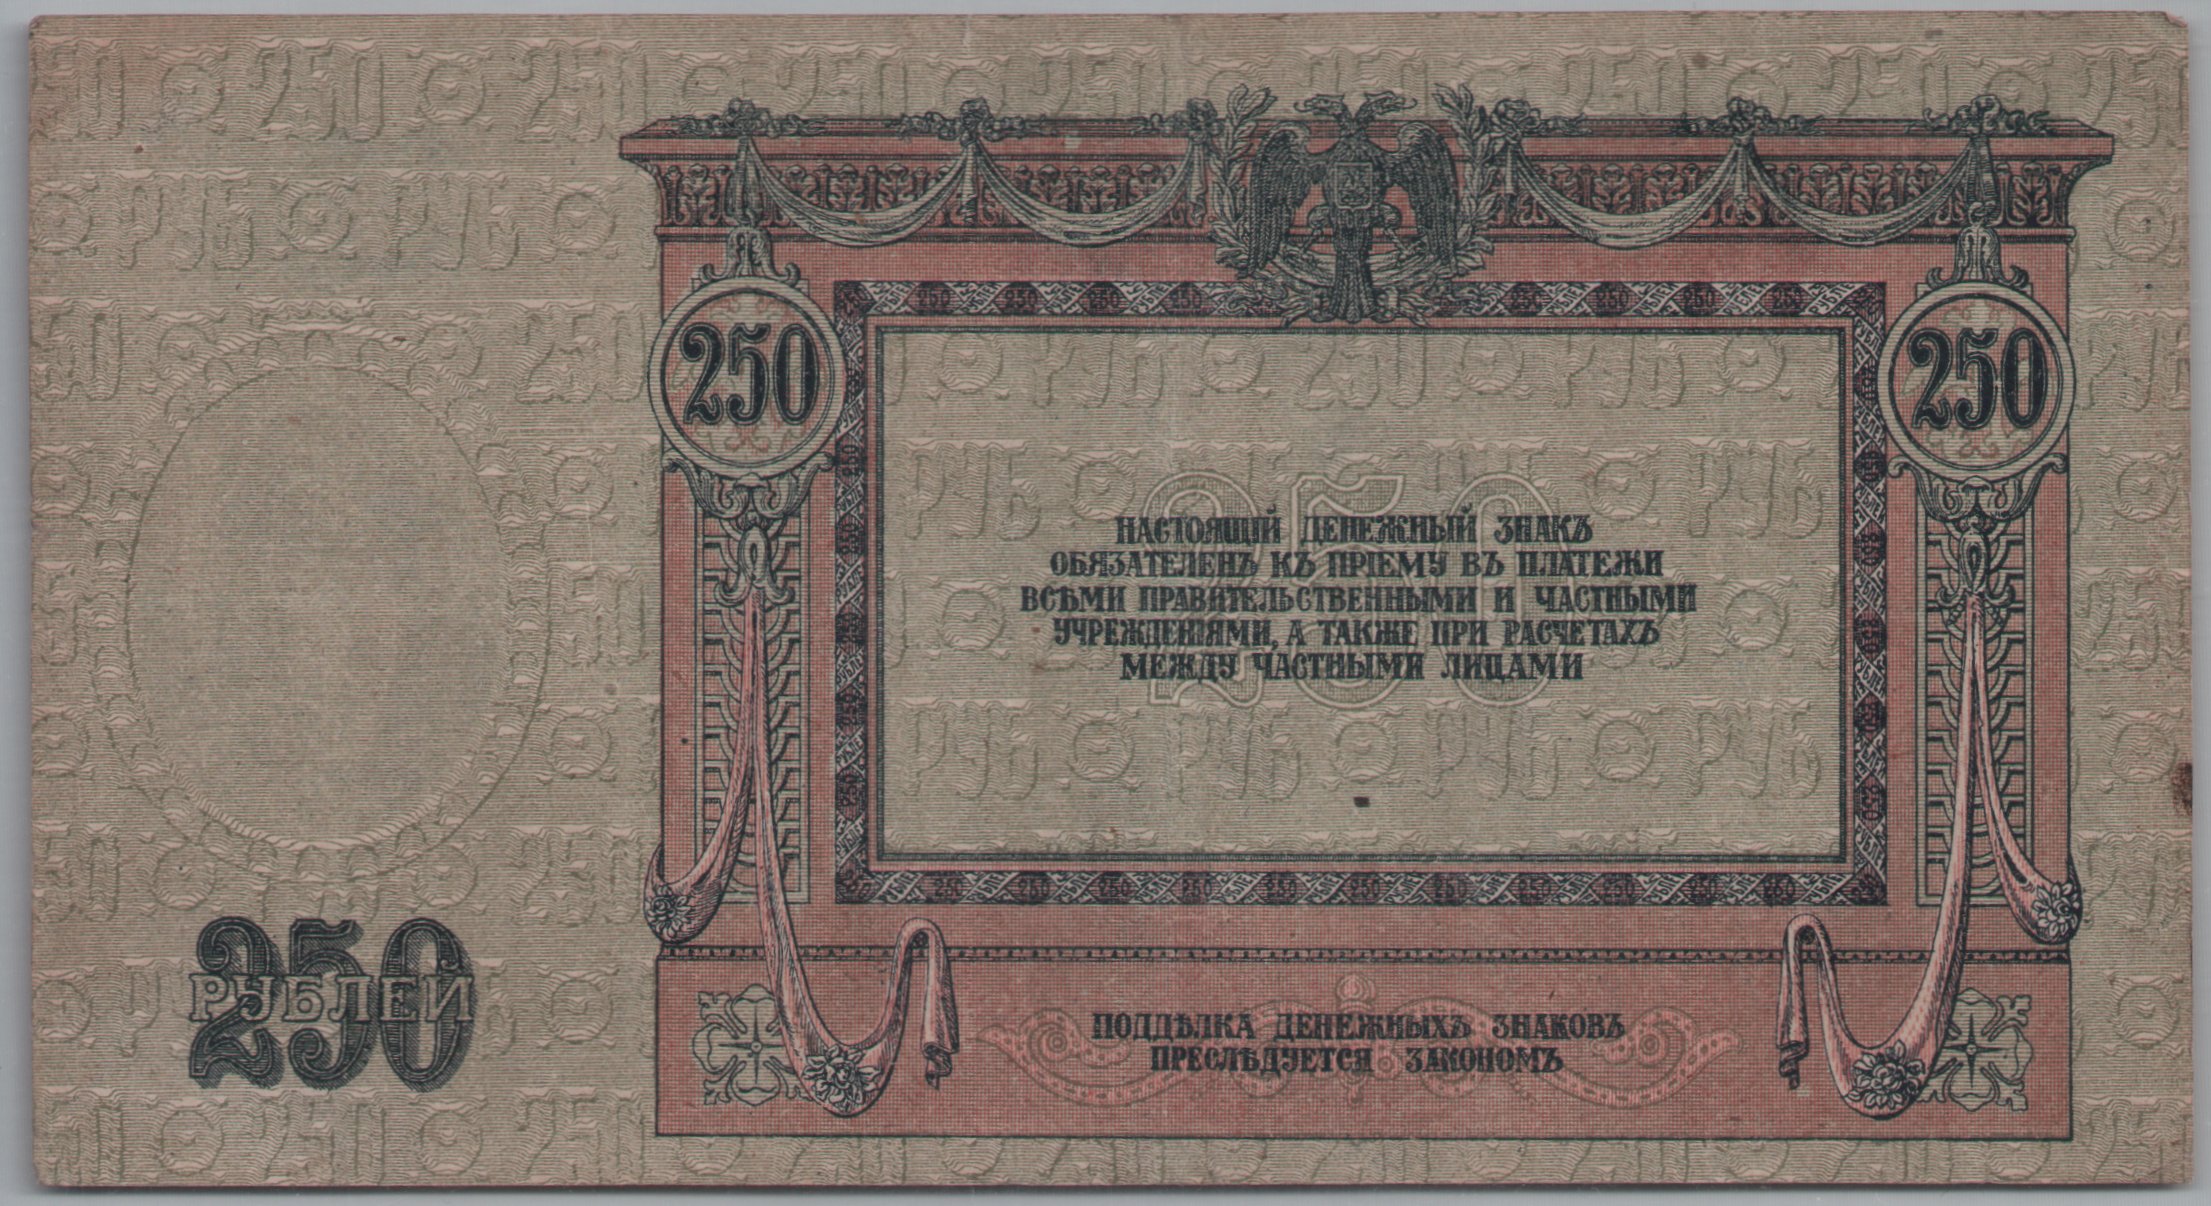 250
250
НАСТОЯЩІЙ ДЕНЕЖНЫЙ ЗНАКЪ
ОБЯЗАТЕЛЕНЪ КЪ ПРІЕМУ ВЪ ПЛАТЕЖИ
ВСѢМИ ПРАВИТЕЛЬСТВЕННЫМИ И ЧАСТНЫМИ
УЧРЕЖДЕНІЯМИ, А ТАКЖЕ ПРИ РАСЧЕТАХЪ
МЕЖДУ ЧАСТНЫМИ ЛИЦАМИ
250
250
РУБЛЕЙ
ПОДДѢЛКА ДЕНЕЖНЫХЪ ЗНАКОВЪ
ПРЕСЛѢДУЕТСЯ ЗАКОНОМЪ